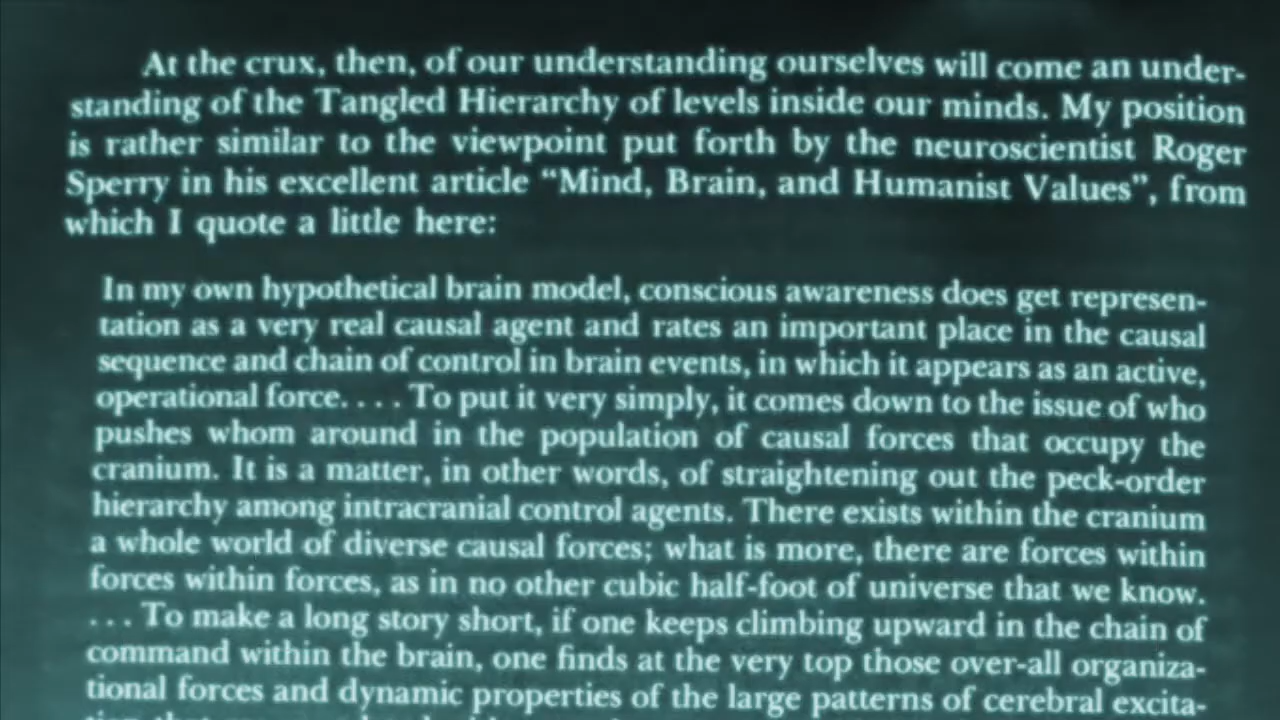 At the crux, then, of our understanding ourselves will come an under-
standing of the Tangled Hierarchy of levels inside our minds. My position
is rather similar to the viewpoint put forth by the neuroscientist Roger
Sperry in his excellent article “Mind, Brain, and Humanist Values”, from
which I quote a little here:
In my own hypothetical brain model, conscious awareness does get represen-
tation as a very real causal agent and rates an important place in the causal
sequence and chain of control in brain events, in which it appears as an active,
operational force. . . . To put it very simply, it comes down to the issue of who
pushes whom around in the population of causal forces that occupy the
cranium. It is a matter, in other words, of straightening out the peck-order
hierarchy among intracranial control agents. There exists within the cranium
a whole world of diverse causal forces; what is more, there are forces within
forces within forces, as in no other cubic half-foot of universe that we know.
. . . To make a long story short, if one keeps climbing upward in the chain of
command within the brain, one finds at the very top those over-all organiza-
tional forces and dynamic properties of the large patterns of cerebral excita-